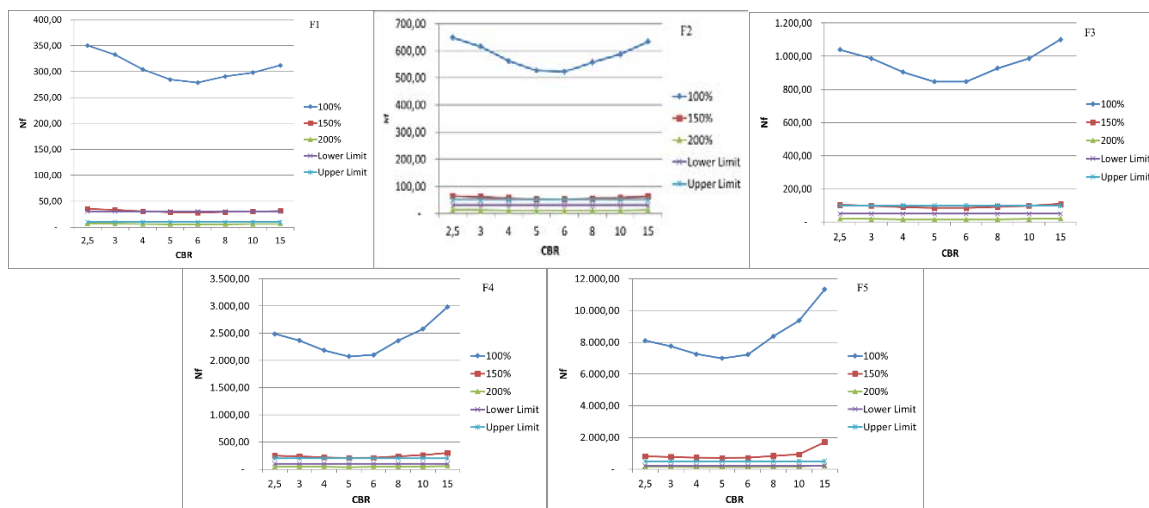 F1
400,00
350,00
300,00
250,00
200,00
150,00
100,00
50,00
-
Nf
2,5 3 4 5 6 8 10 15
CBR
100%
150%
200%
Lower Limit
Upper Limit
F2
700,00
600,00
500,00
400,00
300,00
200,00
100,00
-
Nf
2,5 3 4 5 6 8 10 15
CBR
100%
150%
200%
Lower Limit
Upper Limit
F3
1.200,00
1.000,00
800,00
600,00
400,00
200,00
-
Nf
2,5 3 4 5 6 8 10 15
CBR
100%
150%
200%
Lower Limit
Upper Limit
F4
3.500,00
3.000,00
2.500,00
2.000,00
1.500,00
1.000,00
500,00
-
Nf
2,5 3 4 5 6 8 10 15
CBR
100%
150%
200%
Lower Limit
Upper Limit
F5
12.000,00
10.000,00
8.000,00
6.000,00
4.000,00
2.000,00
-
Nf
2,5 3 4 5 6 8 10 15
CBR
100%
150%
200%
Lower Limit
Upper Limit